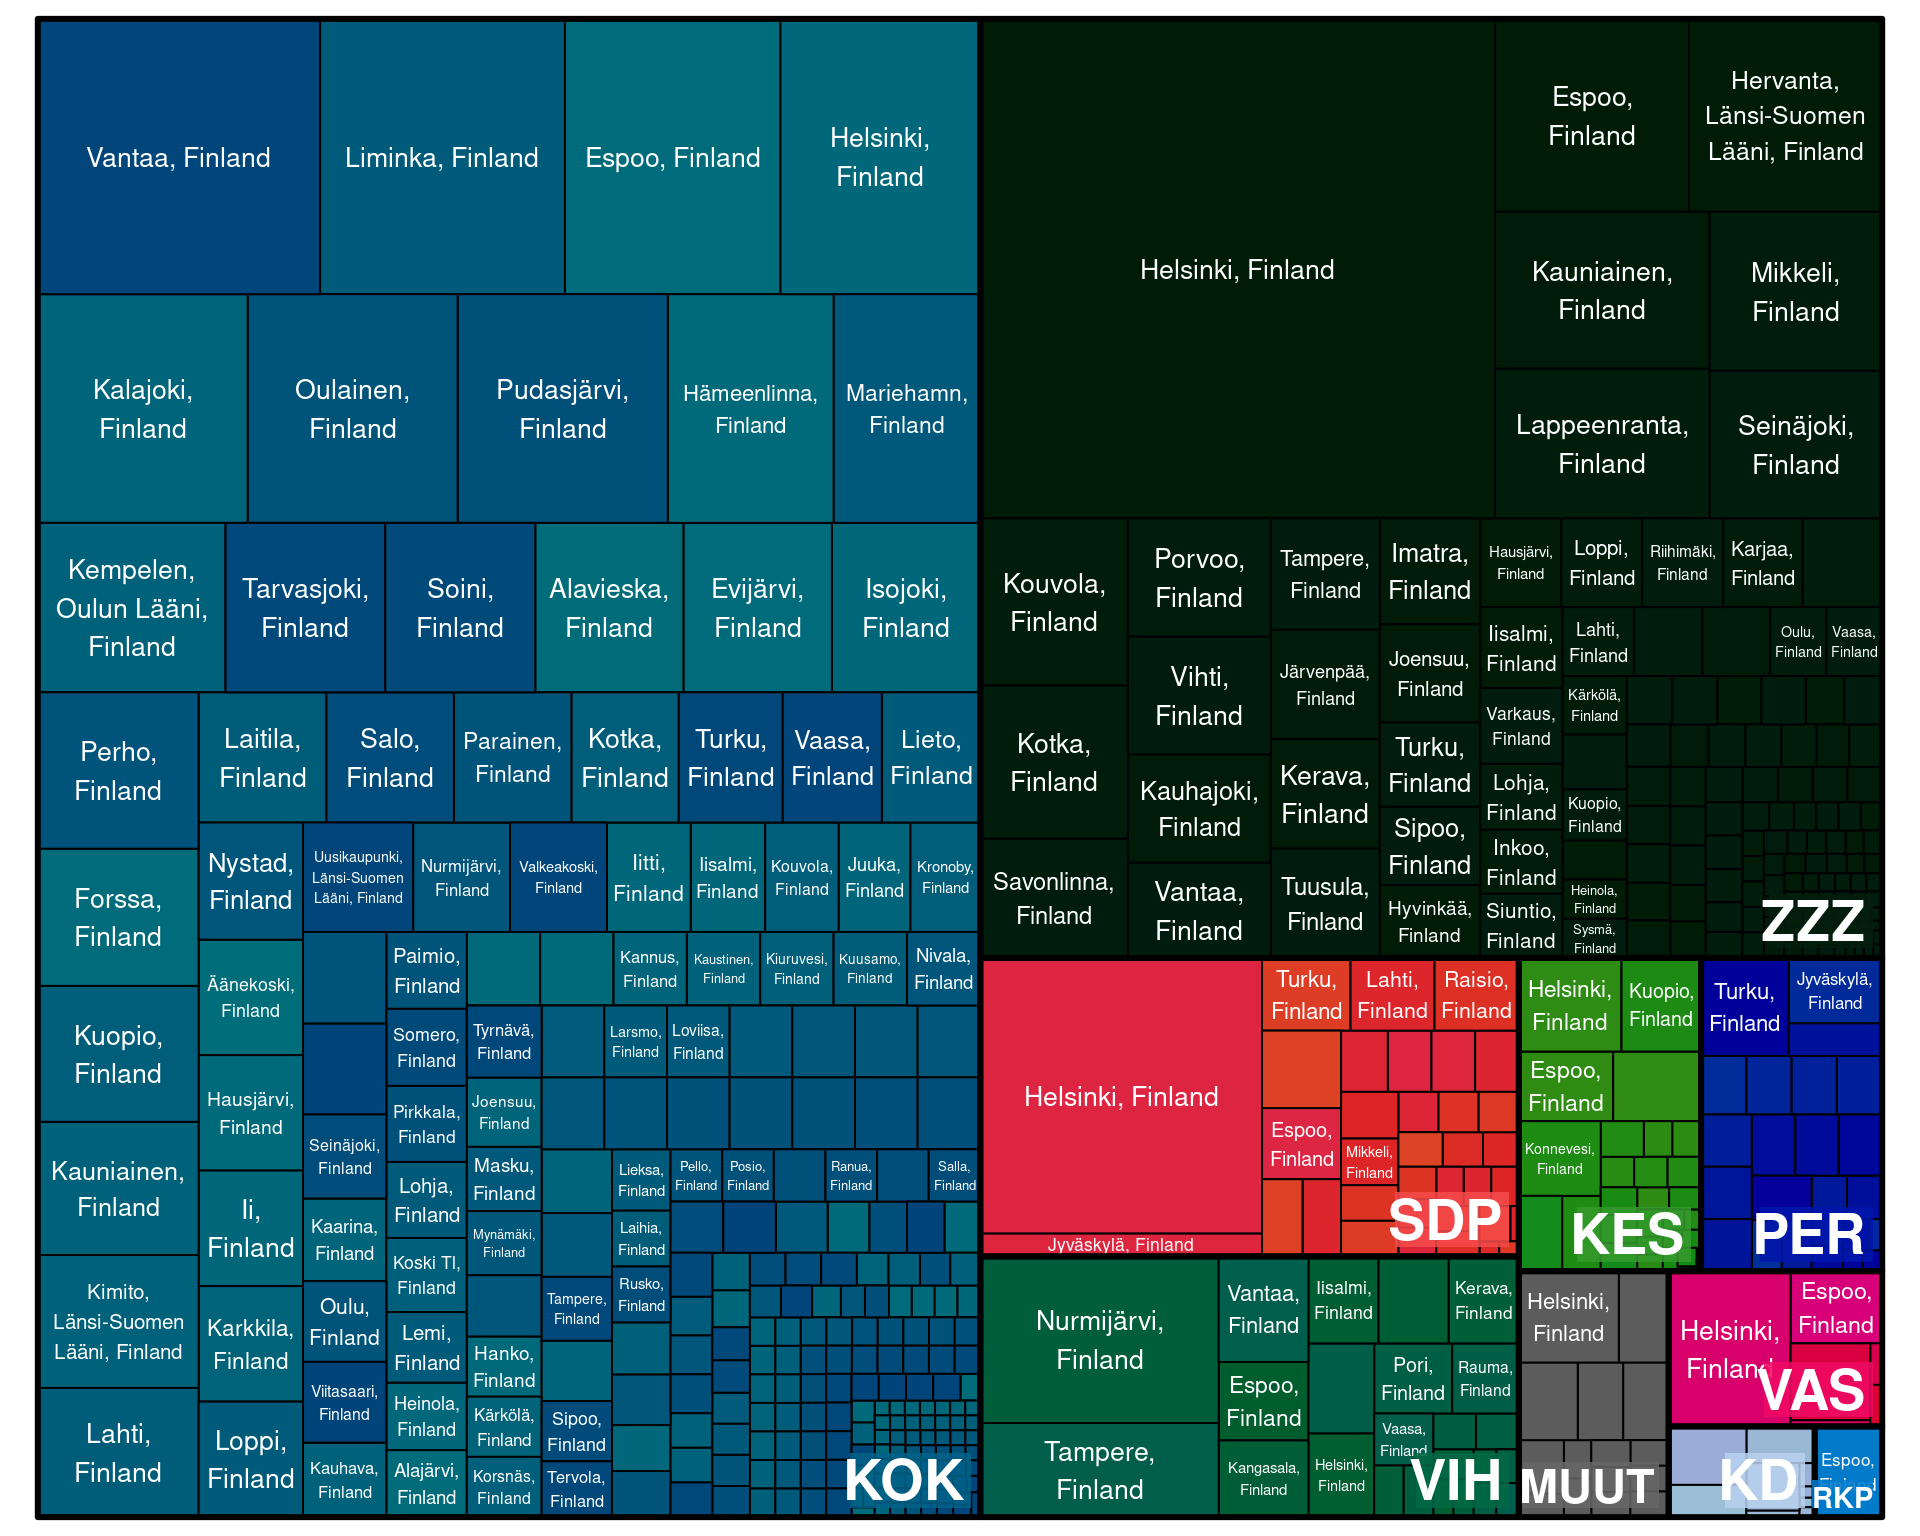 Vantaa, Finland
Liminka, Finland
Espoo, Finland
Helsinki,
Finland
Kalajoki,
Finland
Oulainen,
Finland
Pudasjärvi,
Finland
Hämeenlinna,
Finland
Mariehamn,
Finland
Kempelen,
Oulun Lääni,
Finland
Tarvasjoki,
Finland
Soini,
Finland
Alavieska,
Finland
Evijärvi,
Finland
Isojoki,
Finland
Perho,
Finland
Laitila,
Finland
Salo,
Finland
Parainen,
Finland
Kotka,
Finland
Turku,
Finland
Vaasa,
Finland
Lieto,
Finland
Forssa,
Finland
Nystad,
Finland
Uusikaupunki,
Länsi-Suomen
Lääni, Finland
Nurmijärvi,
Finland
Valkeakoski,
Finland
Iitti,
Finland
Iisalmi,
Finland
Kouvola,
Finland
Juuka,
Finland
Kronoby,
Finland
Kuopio,
Finland
Äänekoski,
Finland
Paimio,
Finland
Kannus,
Finland
Kaustinen,
Finland
Kiuruvesi,
Finland
Kuusamo,
Finland
Nivala,
Finland
Somero,
Finland
Tyrnävä,
Finland
Larsmo,
Finland
Loviisa,
Finland
Hausjärvi,
Finland
Pirkkala,
Finland
Joensuu,
Finland
Kauniainen,
Finland
Seinäjoki,
Finland
Lohja,
Finland
Masku,
Finland
Lieksa,
Finland
Pello,
Finland
Posio,
Finland
Ranua,
Finland
Salla,
Finland
Ii,
Finland
Kaarina,
Finland
Koski Tl,
Finland
Mynämäki,
Finland
Laihia,
Finland
Kimito,
Länsi-Suomen
Lääni, Finland
Karkkila,
Finland
Oulu,
Finland
Lemi,
Finland
Hanko,
Finland
Tampere,
Finland
Rusko,
Finland
Lahti,
Finland
Loppi,
Finland
Viitasaari,
Finland
Heinola,
Finland
Kärkölä,
Finland
Sipoo,
Finland
Kauhava,
Finland
Alajärvi,
Finland
Korsnäs,
Finland
Tervola,
Finland
KOK
Helsinki, Finland
Espoo,
Finland
Hervanta,
Länsi-Suomen
Lääni, Finland
Kauniainen,
Finland
Mikkeli,
Finland
Lappeenranta,
Finland
Seinäjoki,
Finland
Kouvola,
Finland
Porvoo,
Finland
Tampere,
Finland
Imatra,
Finland
Hausjärvi,
Finland
Loppi,
Finland
Riihimäki,
Finland
Karjaa,
Finland
Kotka,
Finland
Vihti,
Finland
Järvenpää,
Finland
Joensuu,
Finland
Iisalmi,
Finland
Lahti,
Finland
Oulu,
Finland
Vaasa,
Finland
Kärkölä,
Finland
Varkaus,
Finland
Kauhajoki,
Finland
Kerava,
Finland
Turku,
Finland
Lohja,
Finland
Kuopio,
Finland
Savonlinna,
Finland
Vantaa,
Finland
Tuusula,
Finland
Sipoo,
Finland
Inkoo,
Finland
Hyvinkää,
Finland
Siuntio,
Finland
Heinola,
Finland
Sysmä,
Finland
ZZZ
Helsinki, Finland
Jyväskylä, Finland
Turku,
Finland
Lahti,
Finland
Raisio,
Finland
Espoo,
Finland
Mikkeli,
Finland
SDP
Helsinki,
Finland
Kuopio,
Finland
Espoo,
Finland
Konnevesi,
Finland
KES
Turku,
Finland
Jyväskylä,
Finland
PER
Nurmijärvi,
Finland
Tampere,
Finland
Vantaa,
Finland
Espoo,
Finland
Kangasala,
Finland
Iisalmi,
Finland
Kerava,
Finland
Pori,
Finland
Rauma,
Finland
Vaasa,
Finland
Helsinki,
Finland
VIH
Helsinki,
Finland
MUUT
Helsinki,
Finland
Espoo,
Finland
VAS
KD
Espoo,
Finland
RKP